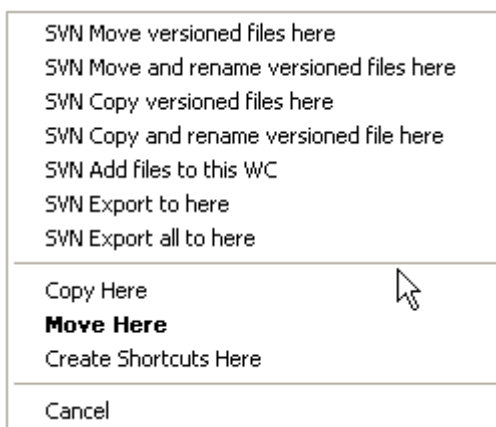 SVN Move versioned files here
SVN Move and rename versioned files here
SVN Copy versioned files here
SVN Copy and rename versioned file here
SVN Add files to this WC
SVN Export to here
SVN Export all to here
Copy Here
Move Here
Create Shortcuts Here
Cancel